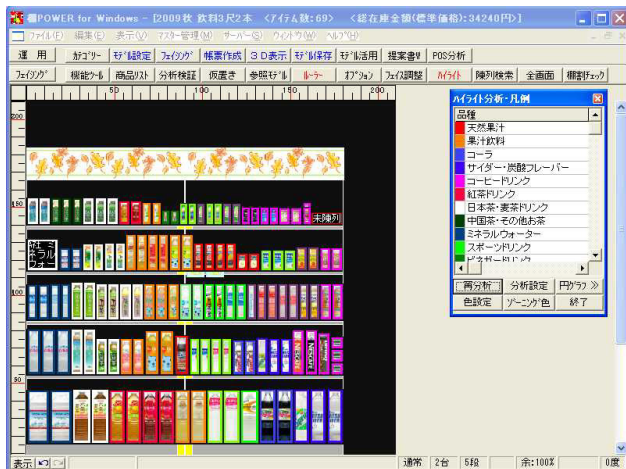 棚POWER for Windows - [2009秋 飲料3尺2本 <アイテム数:69> <総在庫金額(標準価格):34240円>]
ファイル(F) 編集(E) 表示(V) マスター管理(M) サーバー(S) ウィンドウ(W) ヘルプ(H)
運 用 カテゴリー モデル設定 フェイシング 帳票作成 3D表示 モデル保存 モデル活用 提案書V POS分析
フェイシング 機能ツール 商品リスト 分析検証 仮置き 参照モデル ルーラー オプション フェイス調整 ハイライト 陳列検索 全画面 棚割チェック
50 100 150 200
200
150
100
50
未陳列
ハイライト分析・凡例
品種
天然果汁
果汁飲料
コーラ
サイダー・炭酸フレーバー
コーヒードリンク
紅茶ドリンク
日本茶・麦茶ドリンク
中国茶・その他お茶
ミネラルウォーター
スポーツドリンク
ビネガードリンク
再分析 分析設定 円グラフ ≫
色設定 ゾーニング色 終了
表示 通常 2台 5段 余:100% 0度